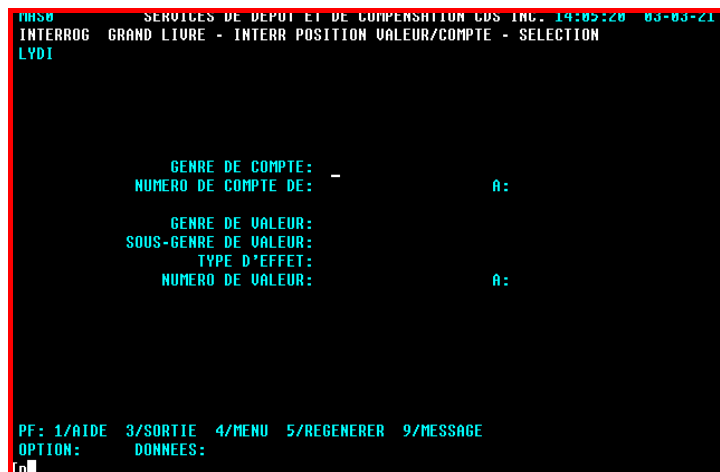 MAS0 SERVICES DE DEPOT ET DE COMPENSATION CDS INC. 14:05:20 03-03-21
INTERROG GRAND LIVRE - INTERR POSITION VALEUR/COMPTE - SELECTION
LYDI
GENRE DE COMPTE: _
NUMERO DE COMPTE DE: A:
GENRE DE VALEUR:
SOUS-GENRE DE VALEUR:
TYPE D'EFFET:
NUMERO DE VALEUR: A:
PF: 1/AIDE 3/SORTIE 4/MENU 5/REGENERER 9/MESSAGE
OPTION: DONNEES: